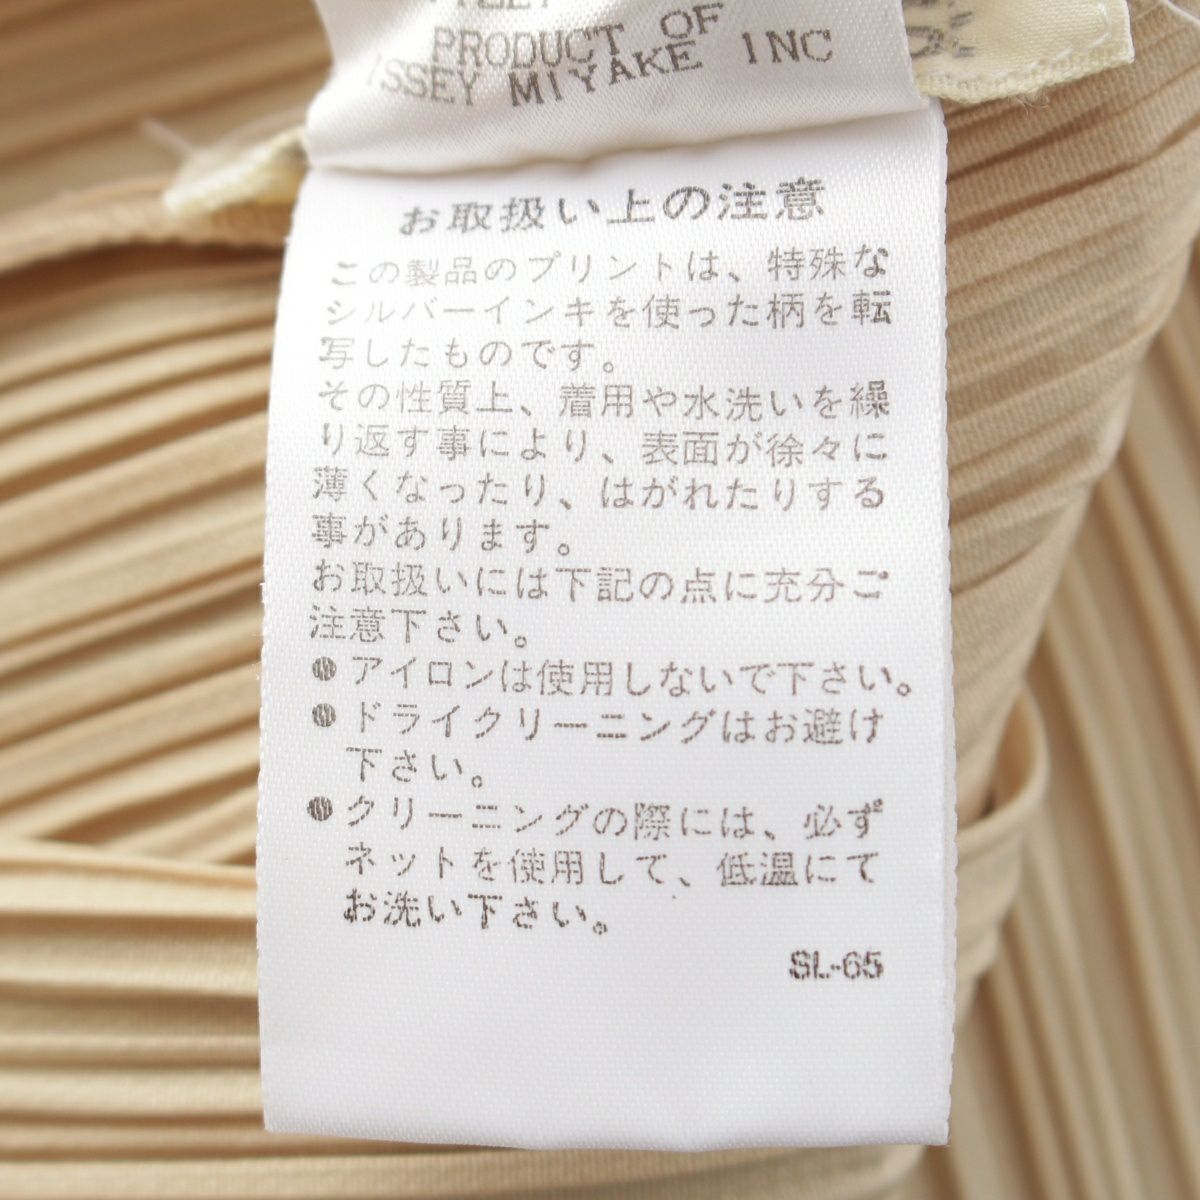 PRODUCT OF
ISSEY MIYAKE INC
お取扱い上の注意
この製品のプリントは、特殊な
シルバーインキを使った柄を転
写したものです。
その性質上、着用や水洗いを繰
り返す事により、表面が徐々に
薄くなったり、はがれたりする
事があります。
お取扱いには下記の点に充分ご
注意下さい。
●アイロンは使用しないで下さい。
●ドライクリーニングはお避け
下さい。
●クリーニングの際には、必ず
ネットを使用して、低温にて
お洗い下さい。
SL-65